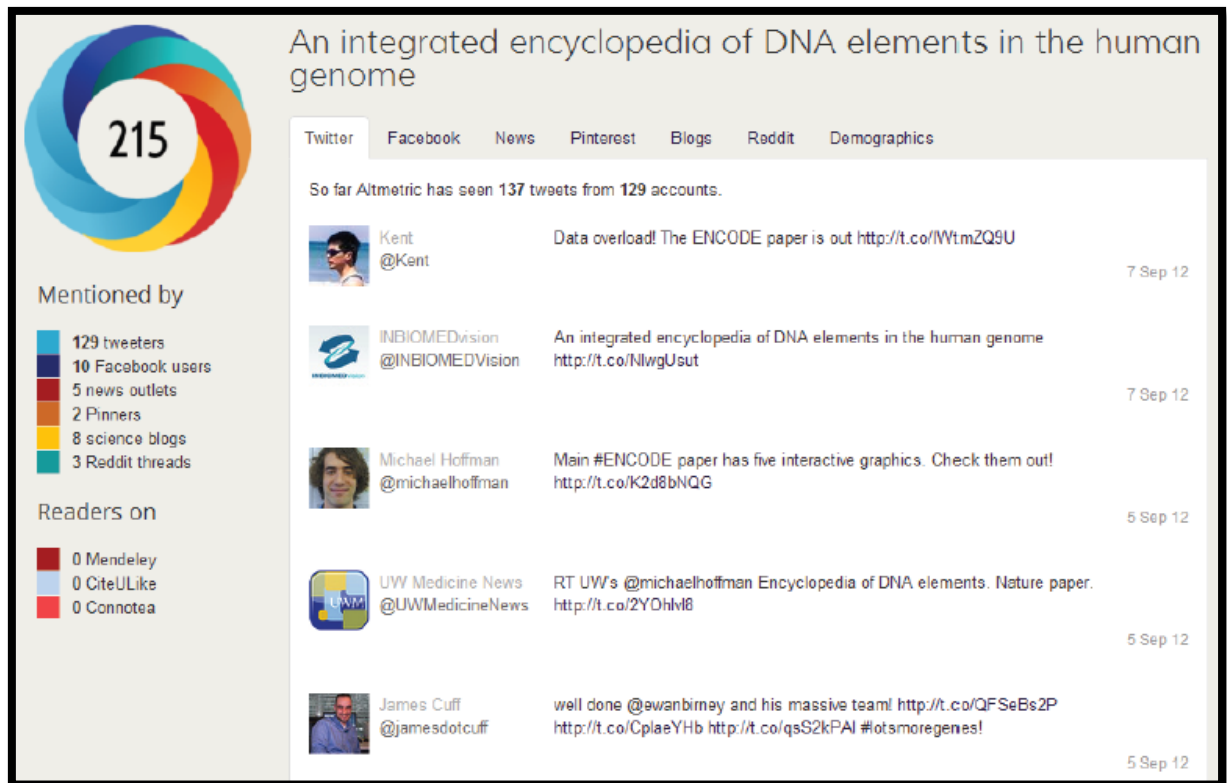 215
An integrated encyclopedia of DNA elements in the human
genome
Twitter Facebook News Pinterest Blogs Reddit Demographics
So far Altmetric has seen 137 tweets from 129 accounts.
Mentioned by
129 tweeters
10 Facebook users
5 news outlets
2 Pinners
8 science blogs
3 Reddit threads
Readers on
0 Mendeley
0 CiteULike
0 Connotea
Kent
@Kent
Data overload! The ENCODE paper is out
7 Sep 12
INBIOMEDvision
@INBIOMEDVision
An integrated encyclopedia of DNA elements in the human genome
http://t.co/NlwgUsut
7 Sep 12
Michael Hoffman
@michaelhoffman
Main #ENCODE paper has five interactive graphics. Check them out!
http://t.co/K2d8bNQG
5 Sep 12
UWM
UW Medicine News
@UWMedicineNews
RT UW's @michaelhoffman Encyclopedia of DNA elements. Nature paper.
5 Sep 12
James Cuff
@jamesdotcuff
well done @ewanbirney and his massive team! http://t.co/QFSeBs2P
http://t.co/CplaeYHb http://t.co/qsS2kPAI #lotsmoregenes!
5 Sep 12